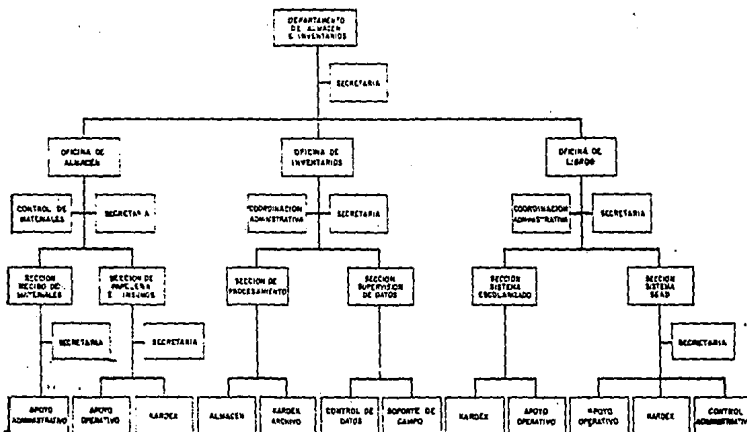 DEPARTAMENTO
DE ALMACEN
E INVENTARIOS
SECRETARIA
OFICINA DE
ALMACEN
OFICINA DE
INVENTARIOS
OFICINA DE
LIBROS
CONTROL DE
MATERIALES
SECRETARIA
COORDINACION
ADMINISTRATIVA
SECRETARIA
COORDINACION
ADMINISTRATIVA
SECRETARIA
SECCION
RECIBO DE
MATERIALES
SECCION DE
PAPELERIA
E INSUMOS
SECCION DE
PROCESAMIENTO
SECCION
SUPERVISION
DE DATOS
SECCION
SISTEMA
ESCOLARIZADO
SECCION
SISTEMA
SEAD
SECRETARIA
SECRETARIA
SECRETARIA
APOYO
ADMINISTRATIVO
APOYO
OPERATIVO
KARDEX
ALMACEN
KARDEX
ARCHIVO
CONTROL DE
DATOS
SOPORTE DE
CAMPO
KARDEX
APOYO
OPERATIVO
APOYO
OPERATIVO
KARDEX
CONTROL
ADMINISTRATIVO